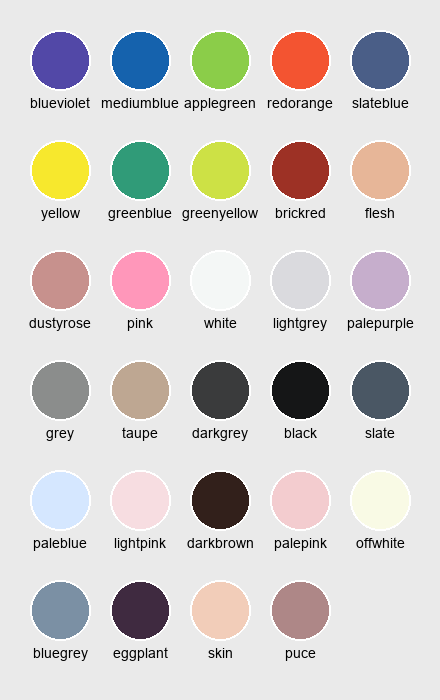 blueviolet mediumblue applegreen redorange slateblue
yellow greenblue greenyellow brickred flesh
dustyrose pink white lightgrey palepurple
grey taupe darkgrey black slate
paleblue lightpink darkbrown palepink offwhite
bluegrey eggplant skin puce